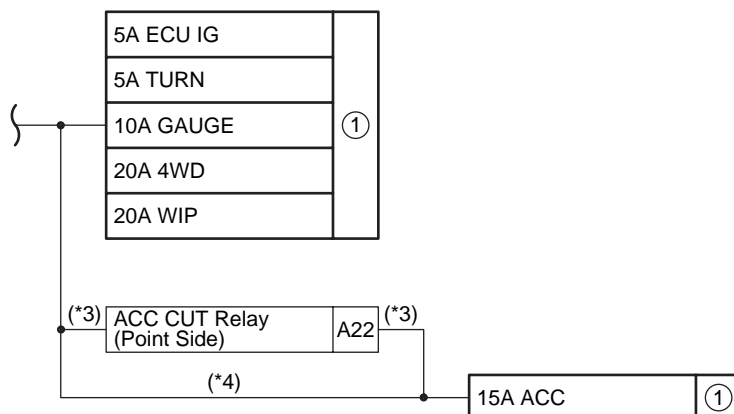 5A ECU IG
5A TURN
10A GAUGE
①
20A 4WD
20A WIP
(*3)
ACC CUT Relay
(Point Side)
A22
(*3)
(*4)
15A ACC
①